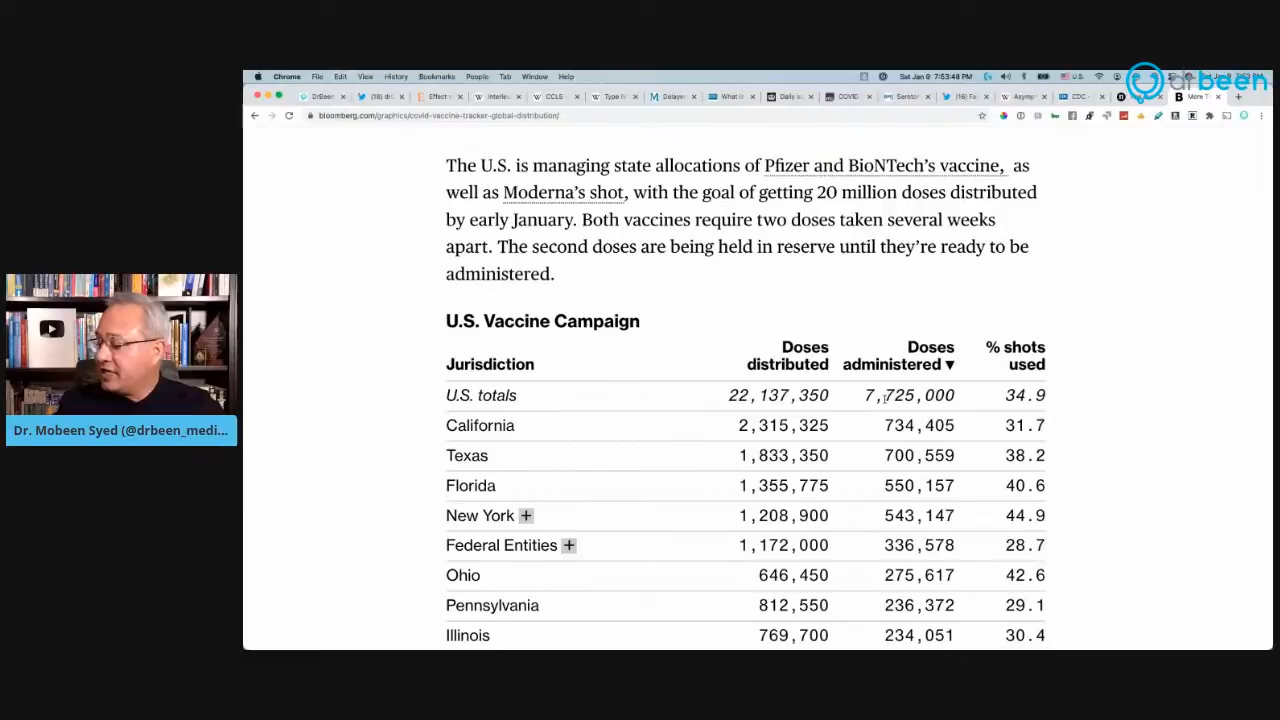 Chrome File Edit View History Bookmarks People Tab Window Help
U.S.
Sat Jan 9 7:53:48 PM
drbeen
bloomberg.com/graphics/covid-vaccine-tracker-global-distribution/
The U.S. is managing state allocations of Pfizer and BioNTech’s vaccine, as
well as Moderna’s shot, with the goal of getting 20 million doses distributed
by early January. Both vaccines require two doses taken several weeks
apart. The second doses are being held in reserve until they’re ready to be
administered.
U.S. Vaccine Campaign
Jurisdiction Doses distributed Doses administered ▼ % shots used
U.S. totals 22,137,350 7,725,000 34.9
California 2,315,325 734,405 31.7
Texas 1,833,350 700,559 38.2
Florida 1,355,775 550,157 40.6
New York + 1,208,900 543,147 44.9
Federal Entities + 1,172,000 336,578 28.7
Ohio 646,450 275,617 42.6
Pennsylvania 812,550 236,372 29.1
Illinois 769,700 234,051 30.4
Dr. Mobeen Syed (@drbeen_medi...